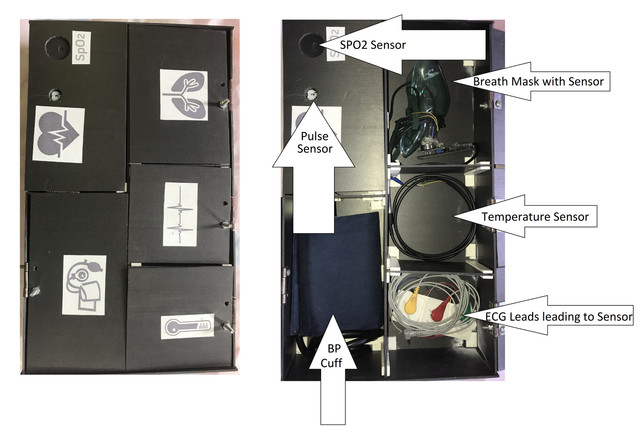 SpO2
SPO2 Sensor
SpO2
Breath Mask with Sensor
Pulse
Sensor
Temperature Sensor
ECG Leads leading to Sensor
BP
Cuff